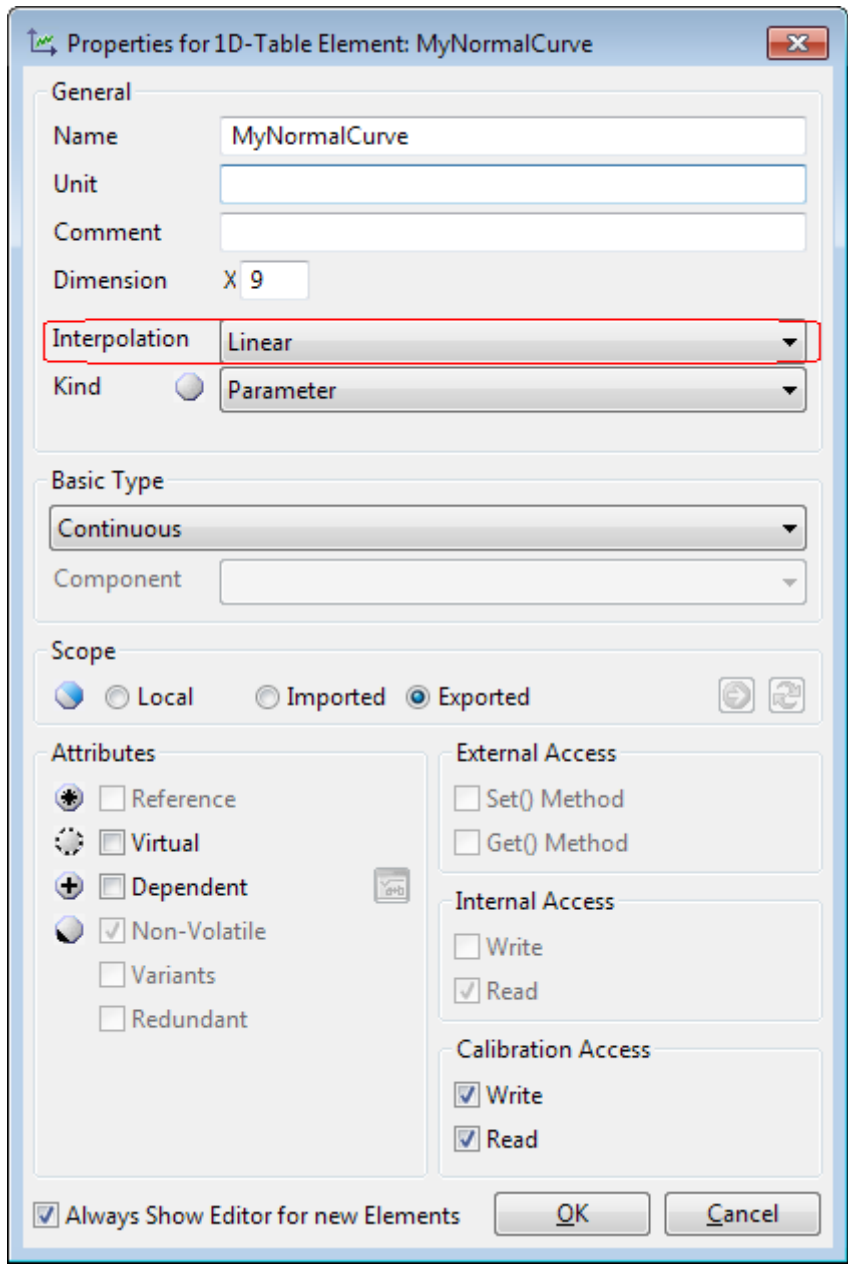 Properties for 1D-Table Element: MyNormalCurve
General
Name MyNormalCurve
Unit
Comment
Dimension X 9
Interpolation Linear
Kind Parameter
Basic Type
Continuous
Component
Scope
Local Imported Exported
Attributes
Reference
Virtual
Dependent
Non-Volatile
Variants
Redundant
External Access
Set() Method
Get() Method
Internal Access
Write
Read
Calibration Access
Write
Read
Always Show Editor for new Elements OK Cancel